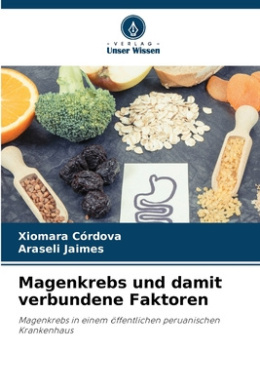 VERLAG
Unser Wissen
Xiomara Córdova
Araseli Jaimes
Magenkrebs und damit
verbundene Faktoren
Magenkrebs in einem öffentlichen peruanischen
Krankenhaus